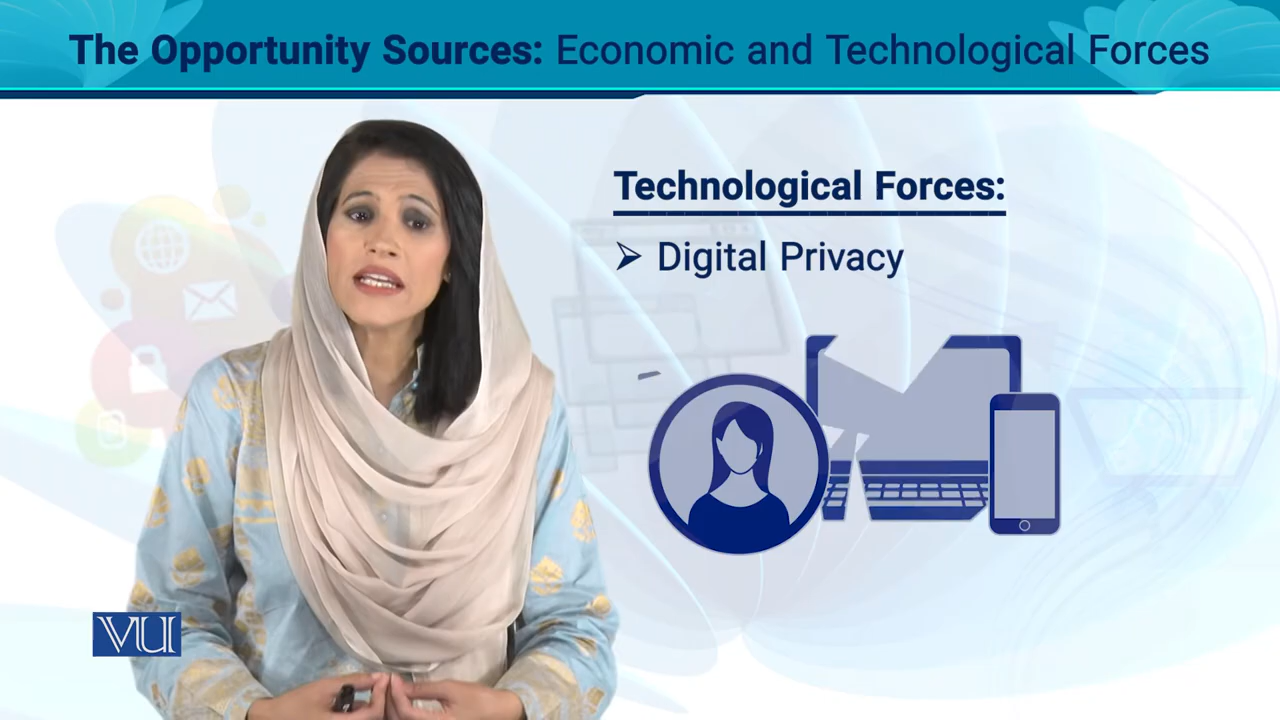 The Opportunity Sources: Economic and Technological Forces
Technological Forces:
➢ Digital Privacy
VU